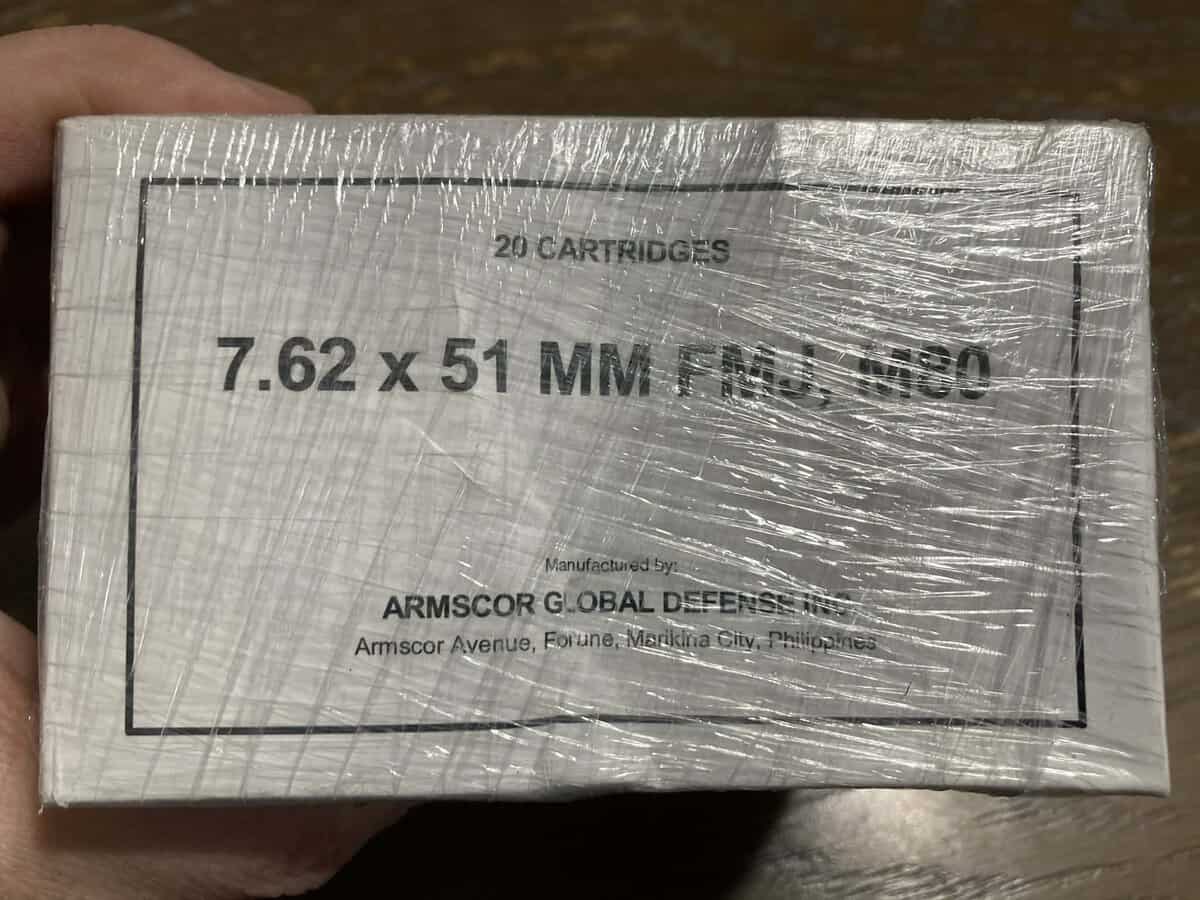 20 CARTRIDGES
7.62 x 51 MM FMJ, M80
Manufactured by:
ARMSCOR GLOBAL DEFENSE INC.
Armscor Avenue, Forune, Marikina City, Philippines